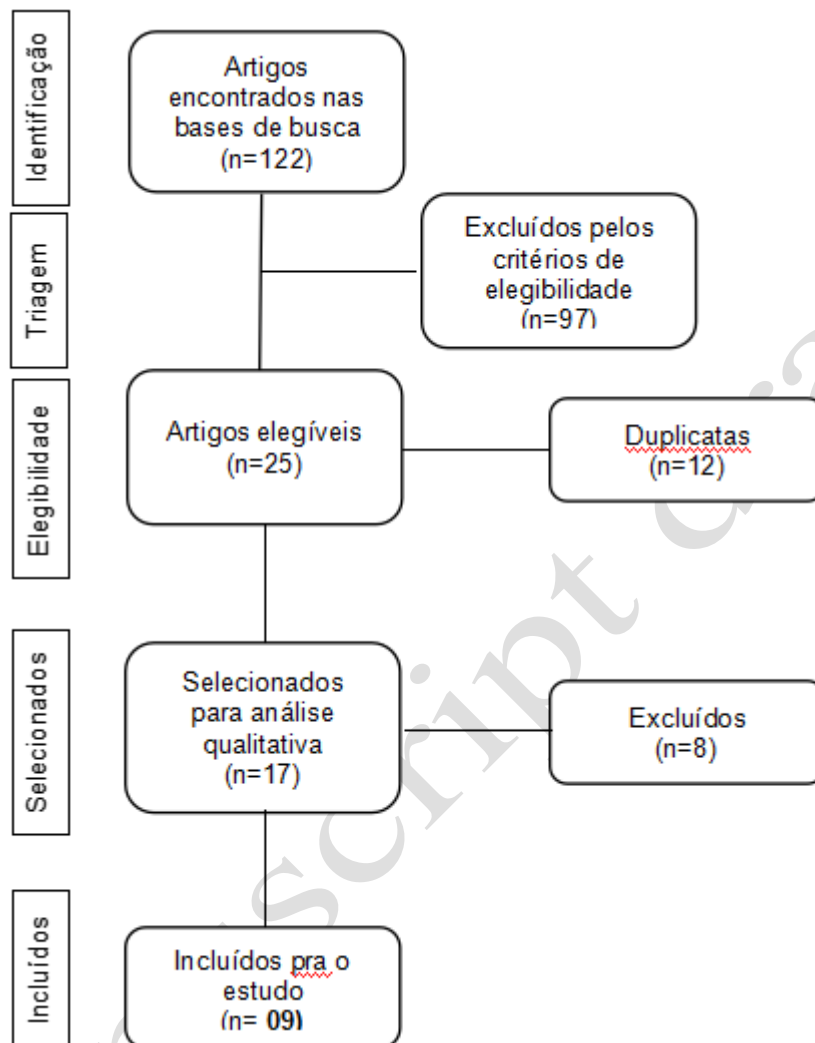 Identificação
Artigos
encontrados nas
bases de busca
(n=122)
Triagem
Excluídos pelos
critérios de
elegibilidade
(n=97)
Elegibilidade
Artigos elegíveis
(n=25)
Duplicatas
(n=12)
Selecionados
Selecionados
para análise
qualitativa
(n=17)
Excluídos
(n=8)
Incluídos
Incluídos pra o
estudo
(n= 09)